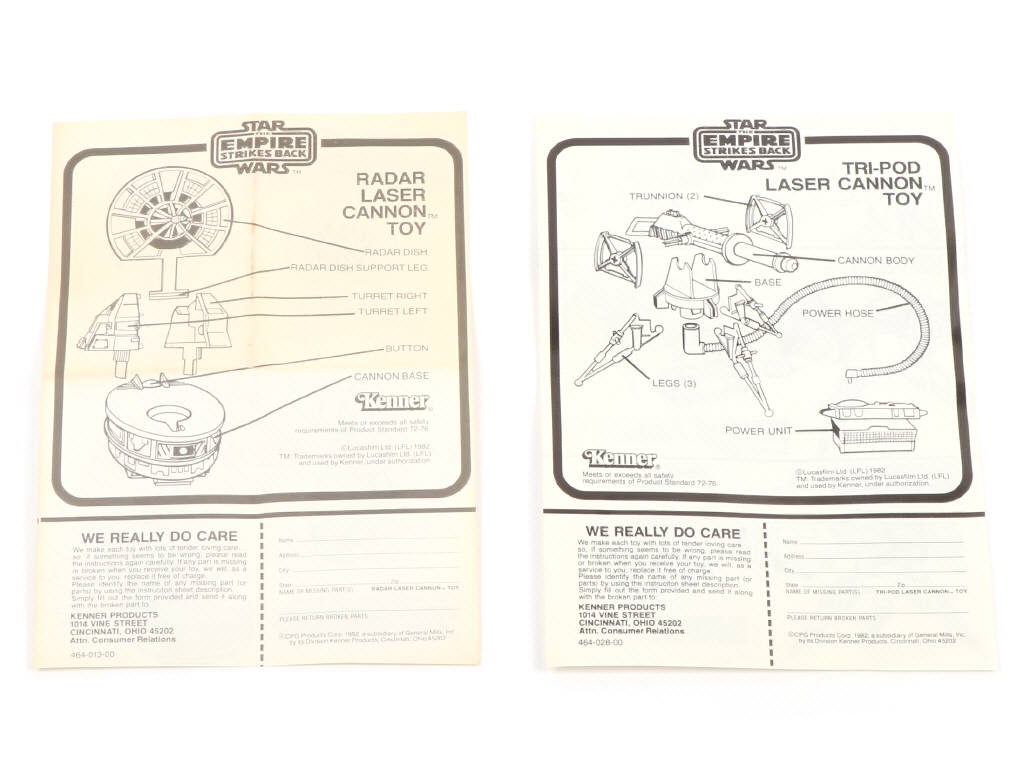 STAR
THE
EMPIRE
STRIKES BACK
WARS™
RADAR
LASER
CANNON™
TOY
RADAR DISH
RADAR DISH SUPPORT LEG
TURRET RIGHT
TURRET LEFT
BUTTON
CANNON BASE
Kenner®
Meets or exceeds all safety
requirements of Product Standard 72-76.
©Lucasfilm Ltd. (LFL) 1982
TM: Trademarks owned by Lucasfilm Ltd. (LFL)
and used by Kenner, under authorization.
WE REALLY DO CARE
We make each toy with lots of tender loving care...
so, if something seems to be wrong, please read
the instructions again carefully. If any part is missing
or broken when you receive your toy, we will, as a
service to you, replace it free of charge.
Please identify the name of any missing part (or
parts) by using this instruction sheet description.
Simply fill out the form provided and send it along
with the broken part to:
KENNER PRODUCTS
1014 VINE STREET
CINCINNATI, OHIO 45202
Attn. Consumer Relations
464-013-00
Name
Address
City
State Zip
NAME OF MISSING PART(S) RADAR LASER CANNON™ TOY
PLEASE RETURN BROKEN PARTS
©CPG Products Corp. 1982, a subsidiary of General Mills, Inc.
by its Division Kenner Products, Cincinnati, Ohio 45202
STAR
THE
EMPIRE
STRIKES BACK
WARS™
TRI-POD
LASER CANNON™
TOY
TRUNNION (2)
CANNON BODY
BASE
POWER HOSE
LEGS (3)
POWER UNIT
Kenner®
Meets or exceeds all safety
requirements of Product Standard 72-76.
©Lucasfilm Ltd. (LFL) 1982
TM: Trademarks owned by Lucasfilm Ltd. (LFL)
and used by Kenner, under authorization.
WE REALLY DO CARE
We make each toy with lots of tender loving care...
so, if something seems to be wrong, please read
the instructions again carefully. If any part is missing
or broken when you receive your toy, we will, as a
service to you, replace it free of charge.
Please identify the name of any missing part (or
parts) by using this instruciton sheet description.
Simply fill out the form provided and send it along
with the broken part to:
KENNER PRODUCTS
1014 VINE STREET
CINCINNATI, OHIO 45202
Attn. Consumer Relations
464-028-00
Name
Address
City
State Zip
NAME OF MISSING PART(S) TRI-POD LASER CANNON™ TOY
PLEASE RETURN BROKEN PARTS
©CPG Products Corp. 1982, a subsidiary of General Mills, Inc.
by its Division Kenner Products, Cincinnati, Ohio 45202